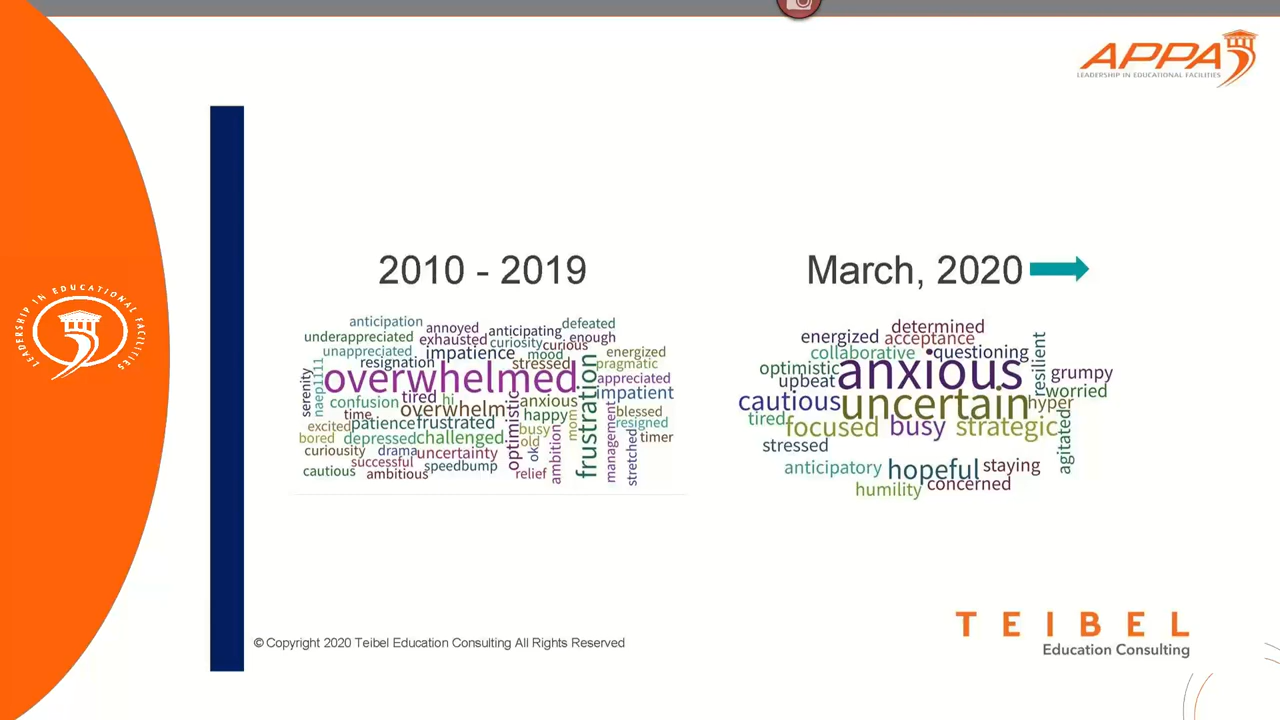 APPA
LEADERSHIP IN EDUCATIONAL FACILITIES
LEADERSHIP IN EDUCATIONAL FACILITIES
2010 - 2019
March, 2020
anticipation
annoyed
anticipating
defeated
underappreciated
exhausted
curiosity
curious
enough
unappreciated
impatience
mood
energized
resignation
stressed
pragmatic
serenity
naep1111
overwhelmed
frustration
appreciated
impatient
confusion
tired
hi
anxious
time
overwhelmt
optimistic
happy
mom
blessed
excited
patience
frustrated
busy
resigned
bored
depressed
challenged
old
management
timer
curiosity
drama
uncertainty
ok
ambition
stretched
successful
speedbump
cautious
ambitious
relief
energized
determined
acceptance
collaborative
questioning
resilient
optimistic
upbeat
anxious
grumpy
worried
cautious
uncertain
hyper
tired
focused
busy
strategic
agitated
stressed
anticipatory
hopeful
staying
humility
concerned
© Copyright 2020 Teibel Education Consulting All Rights Reserved
TEIBEL
Education Consulting